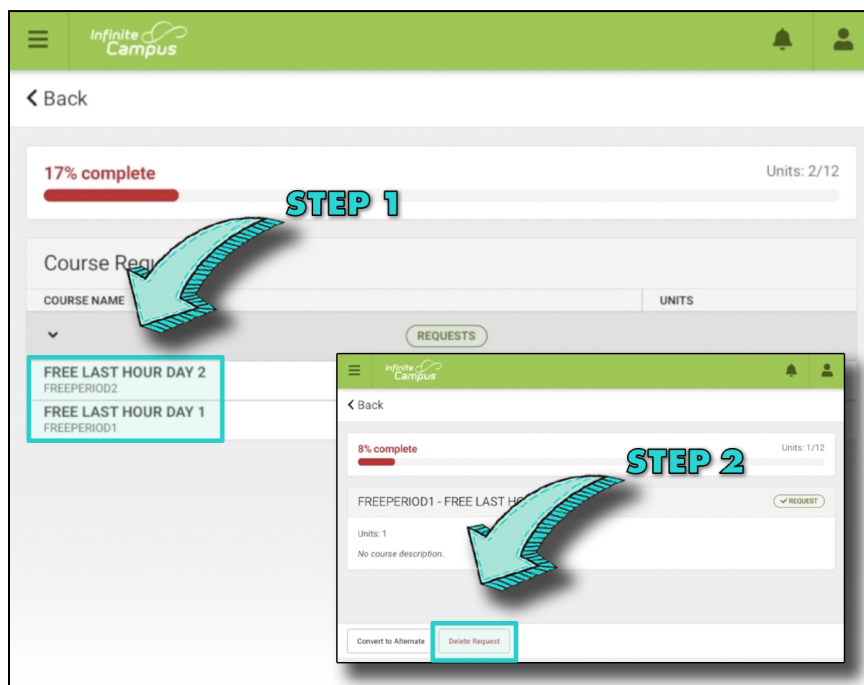 Infinite
Campus
Back
17% complete
Units: 2/12
STEP 1
Course Requ
COURSE NAME
UNITS
REQUESTS
FREE LAST HOUR DAY 2
FREEPERIOD2
FREE LAST HOUR DAY 1
FREEPERIOD1
Infinite
Campus
Back
8% complete
Units: 1/12
STEP 2
FREEPERIOD1 - FREE LAST HO
REQUEST
Units: 1
No course description.
Convert to Alternate
Delete Request